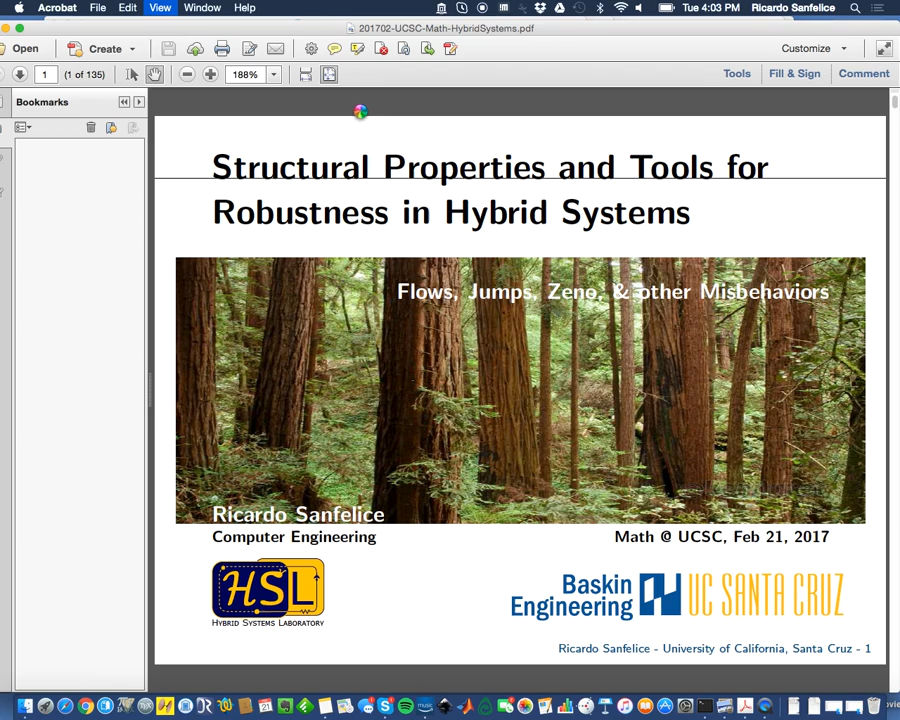 Acrobat File Edit View Window Help
Tue 4:03 PM Ricardo Sanfelice
201702-UCSC-Math-HybridSystems.pdf
Open Create Customize
1 (1 of 135) 188% Tools Fill & Sign Comment
Bookmarks
Structural Properties and Tools for
Robustness in Hybrid Systems
Flows, Jumps, Zeno, & other Misbehaviors
Ricardo Sanfelice
Computer Engineering
Math @ UCSC, Feb 21, 2017
HSL
HYBRID SYSTEMS LABORATORY
Baskin
Engineering
UC SANTA CRUZ
Ricardo Sanfelice - University of California, Santa Cruz - 1